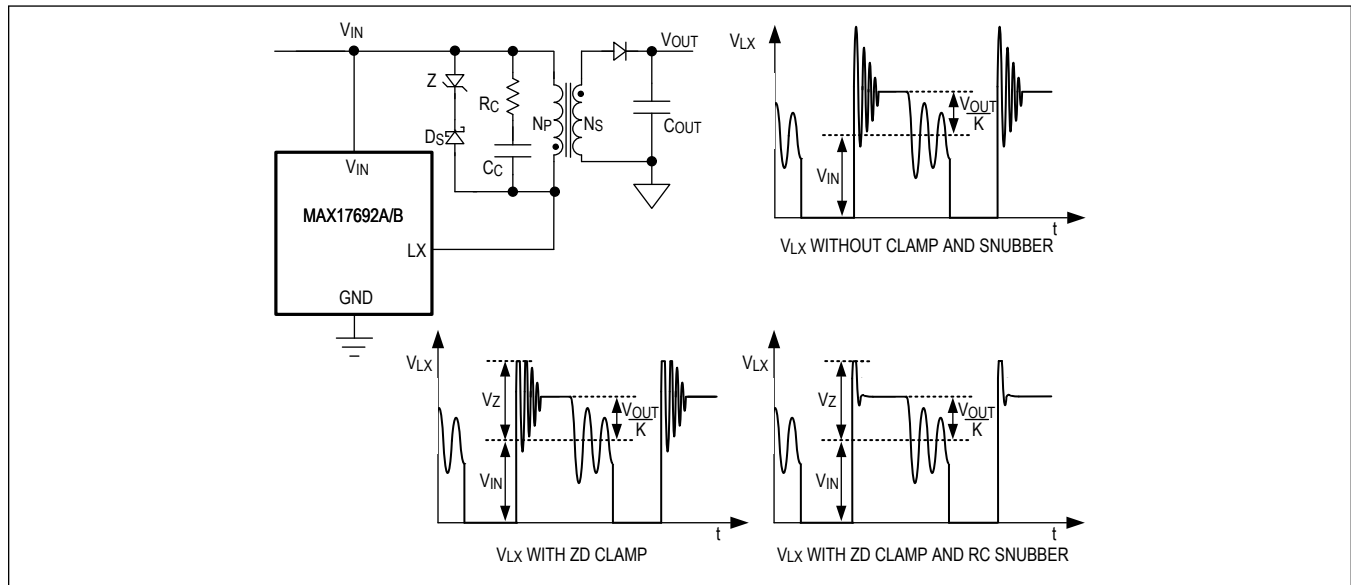 VIN
Z
DS
RC
CC
NP
NS
VOUT
COUT
VIN
MAX17692A/B
LX
GND
VLX
VOUT
K
VIN
t
VLX WITHOUT CLAMP AND SNUBBER
VLX
VZ
VOUT
K
VIN
t
VLX WITH ZD CLAMP
VLX
VZ
VOUT
K
VIN
t
VLX WITH ZD CLAMP AND RC SNUBBER